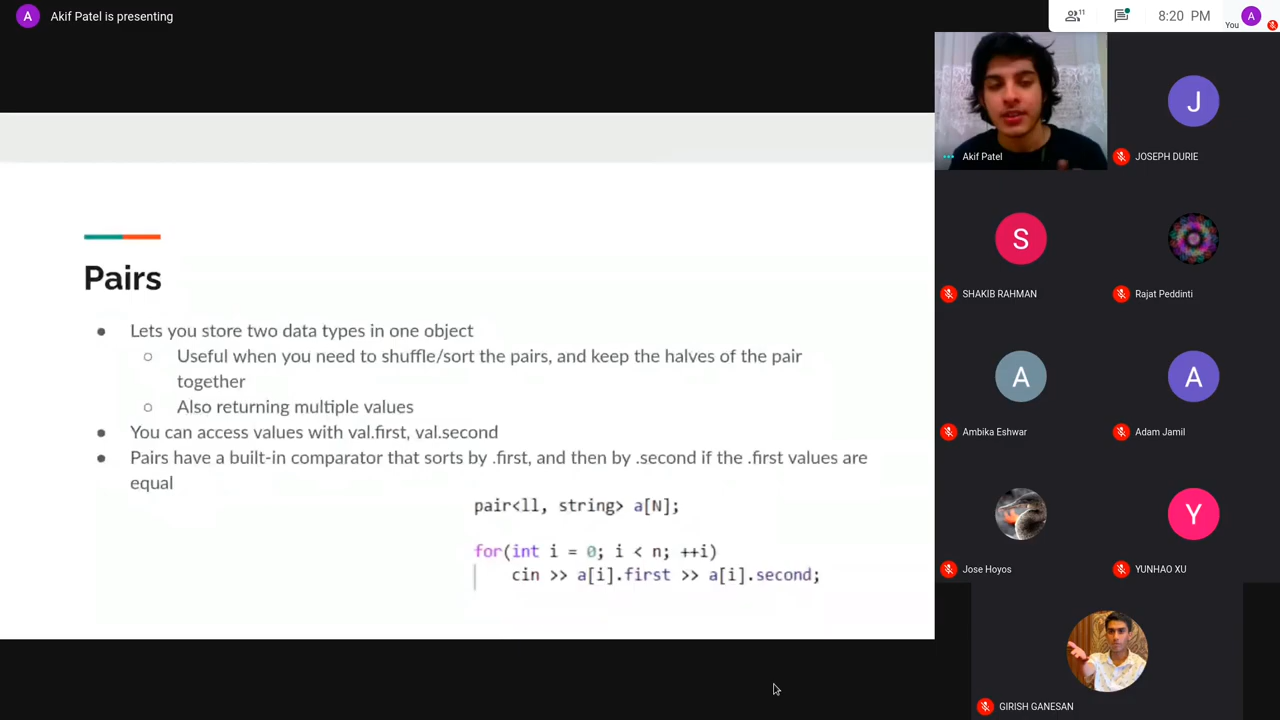 A Akif Patel is presenting
11
8:20 PM
A
You
Pairs
Lets you store two data types in one object
Useful when you need to shuffle/sort the pairs, and keep the halves of the pair
together
Also returning multiple values
You can access values with val.first, val.second
Pairs have a built-in comparator that sorts by .first, and then by .second if the .first values are
equal
pair<ll, string> a[N];
for(int i = 0; i < n; ++i)
cin >> a[i].first >> a[i].second;
Akif Patel
J
JOSEPH DURIE
S
SHAKIB RAHMAN
Rajat Peddinti
A
Ambika Eshwar
A
Adam Jamil
Jose Hoyos
Y
YUNHAO XU
GIRISH GANESAN